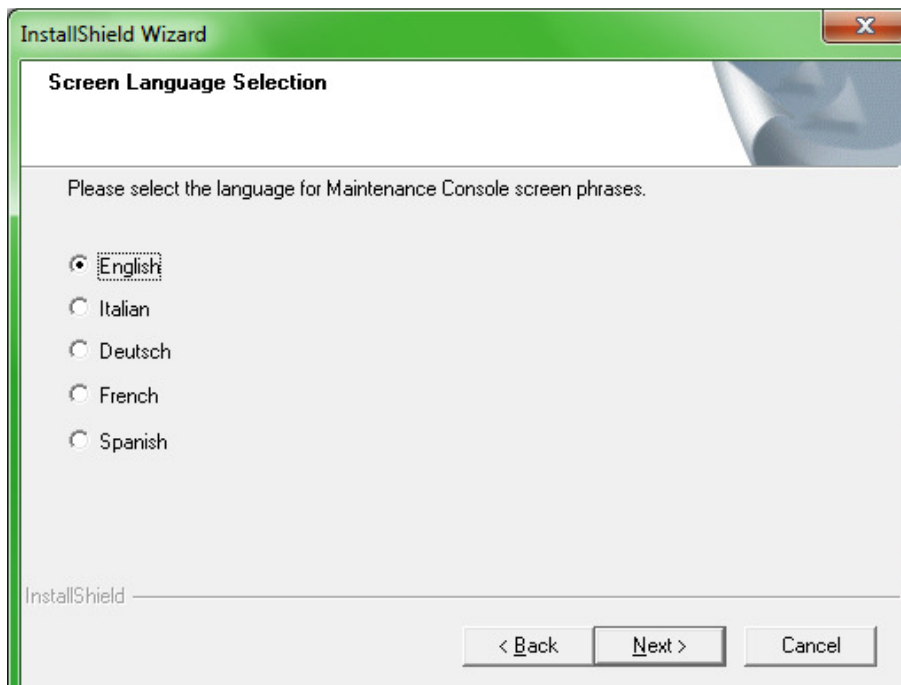 InstallShield Wizard
Screen Language Selection
Please select the language for Maintenance Console screen phrases.
English
Italian
Deutsch
French
Spanish
InstallShield
< Back Next > Cancel